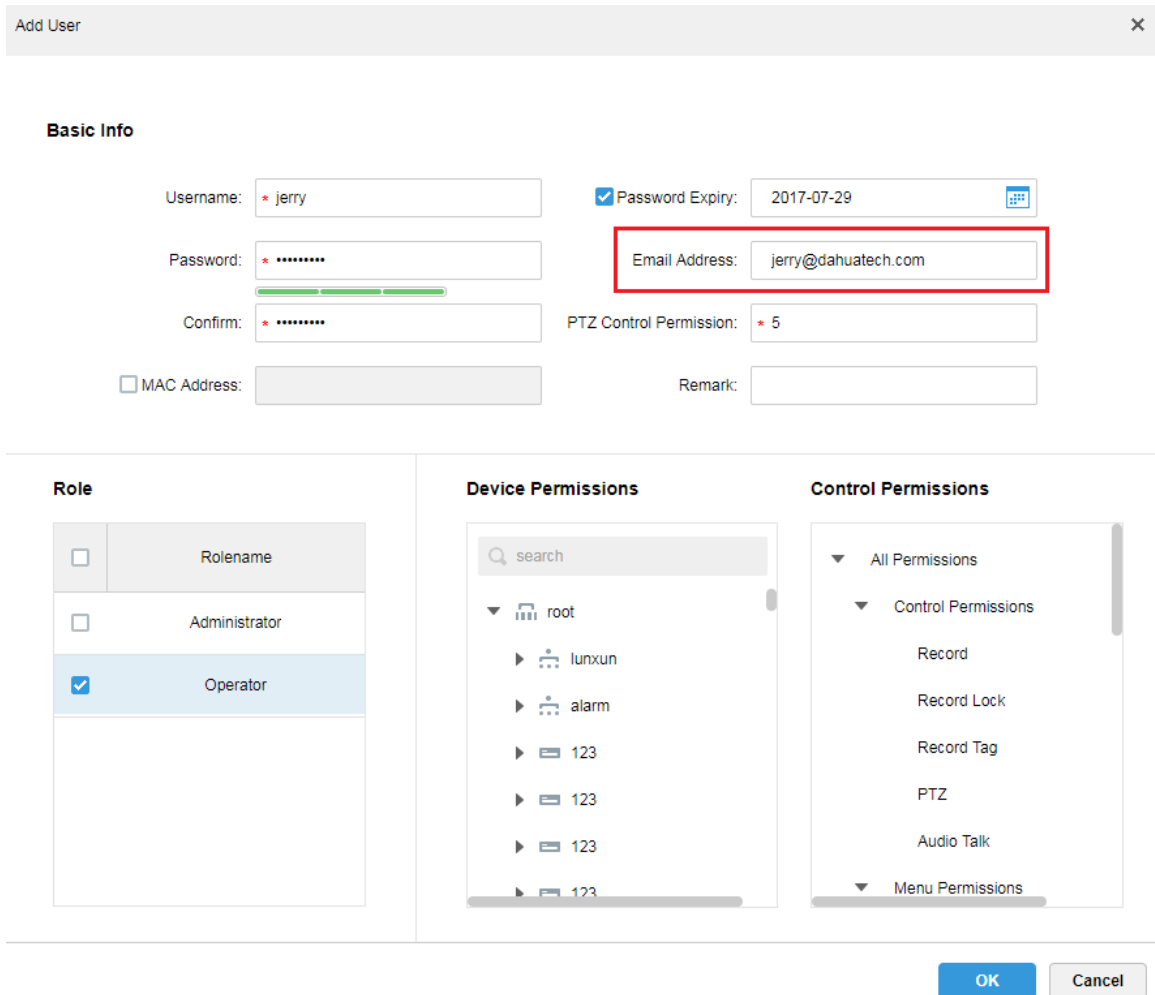 Add User
Basic Info
Username: * jerry
Password: * •••••••••
Confirm: * •••••••••
MAC Address:
Password Expiry: 2017-07-29
Email Address: jerry@dahuatech.com
PTZ Control Permission: * 5
Remark:
Role
Rolename
Administrator
Operator
Device Permissions
search
root
lunxun
alarm
123
123
123
123
Control Permissions
All Permissions
Control Permissions
Record
Record Lock
Record Tag
PTZ
Audio Talk
Menu Permissions
OK
Cancel